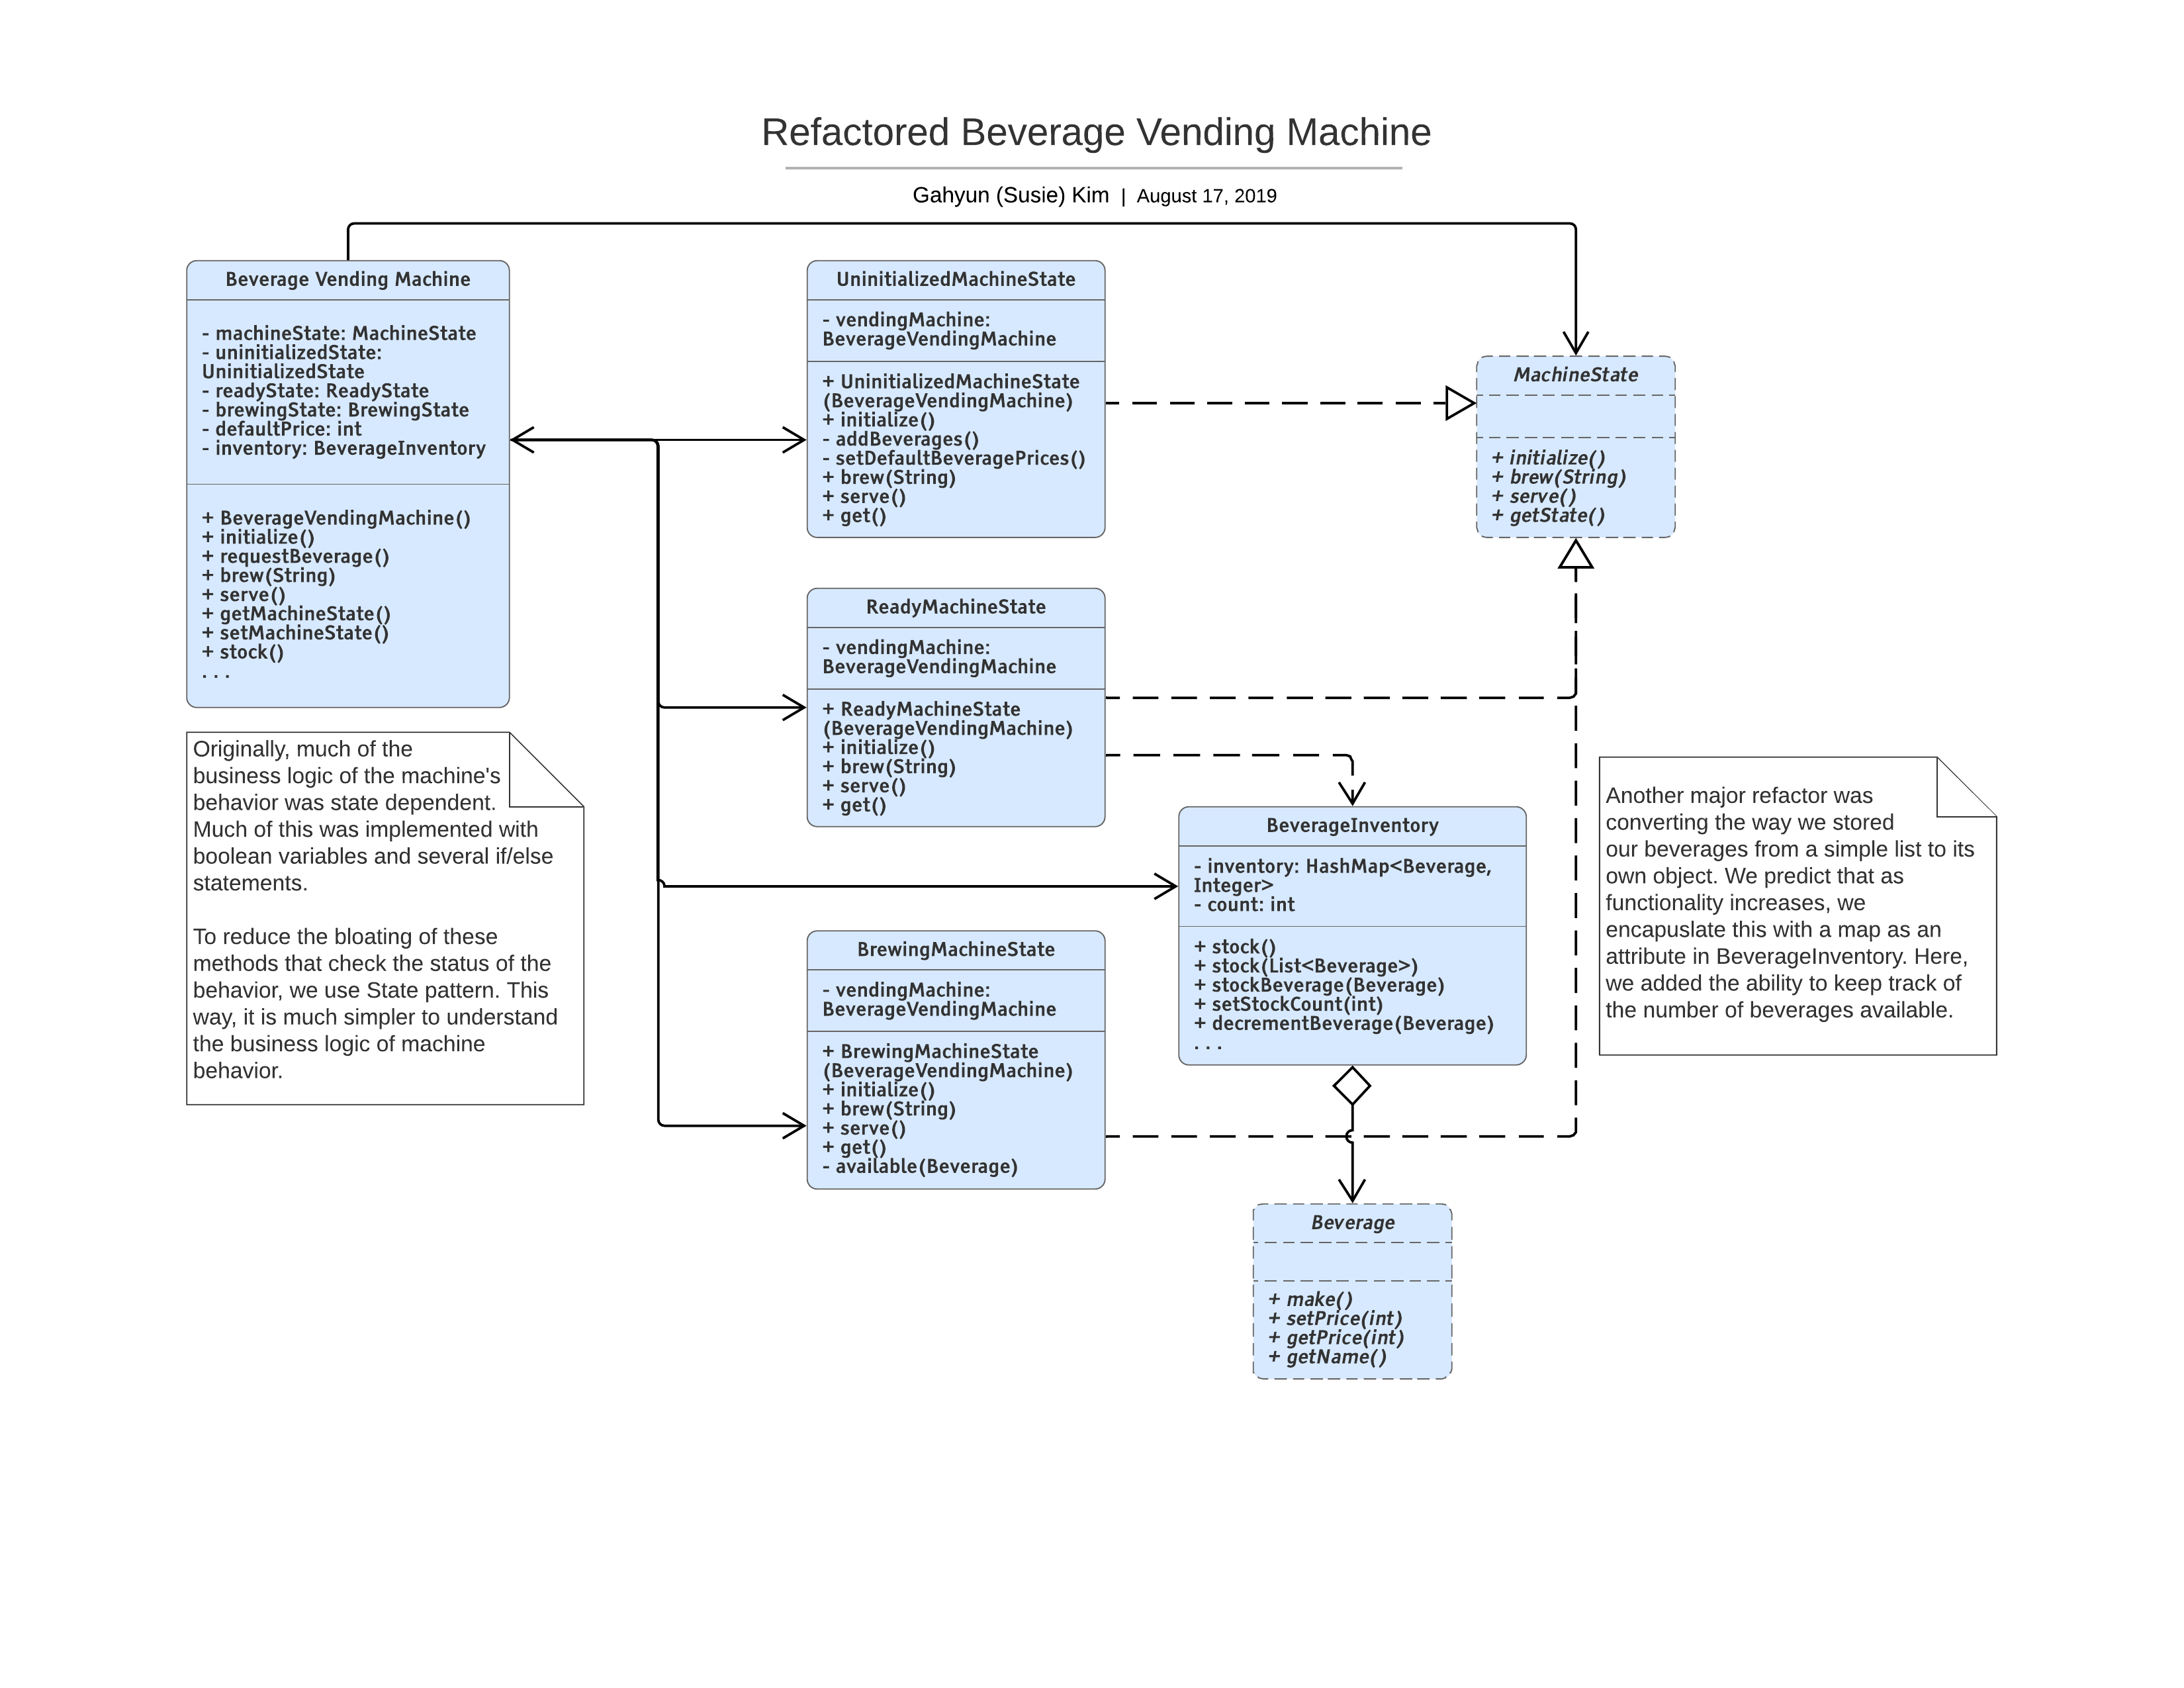 Refactored Beverage Vending Machine
Gahyun (Susie) Kim | August 17, 2019
Beverage Vending Machine
- machineState: MachineState
- uninitializedState:
UninitializedState
- readyState: ReadyState
- brewingState: BrewingState
- defaultPrice: int
- inventory: BeverageInventory
+ BeverageVendingMachine()
+ initialize()
+ requestBeverage()
+ brew(String)
+ serve()
+ getMachineState()
+ setMachineState()
+ stock()
. . .
Originally, much of the
business logic of the machine's
behavior was state dependent.
Much of this was implemented with
boolean variables and several if/else
statements.
To reduce the bloating of these
methods that check the status of the
behavior, we use State pattern. This
way, it is much simpler to understand
the business logic of machine
behavior.
UninitializedMachineState
- vendingMachine:
BeverageVendingMachine
+ UninitializedMachineState
(BeverageVendingMachine)
+ initialize()
- addBeverages()
- setDefaultBeveragePrices()
+ brew(String)
+ serve()
+ get()
ReadyMachineState
- vendingMachine:
BeverageVendingMachine
+ ReadyMachineState
(BeverageVendingMachine)
+ initialize()
+ brew(String)
+ serve()
+ get()
BrewingMachineState
- vendingMachine:
BeverageVendingMachine
+ BrewingMachineState
(BeverageVendingMachine)
+ initialize()
+ brew(String)
+ serve()
+ get()
- available(Beverage)
MachineState
+ initialize()
+ brew(String)
+ serve()
+ getState()
BeverageInventory
- inventory: HashMap<Beverage,
Integer>
- count: int
+ stock()
+ stock(List<Beverage>)
+ stockBeverage(Beverage)
+ setStockCount(int)
+ decrementBeverage(Beverage)
. . .
Beverage
+ make()
+ setPrice(int)
+ getPrice(int)
+ getName()
Another major refactor was
converting the way we stored
our beverages from a simple list to its
own object. We predict that as
functionality increases, we
encapuslate this with a map as an
attribute in BeverageInventory. Here,
we added the ability to keep track of
the number of beverages available.